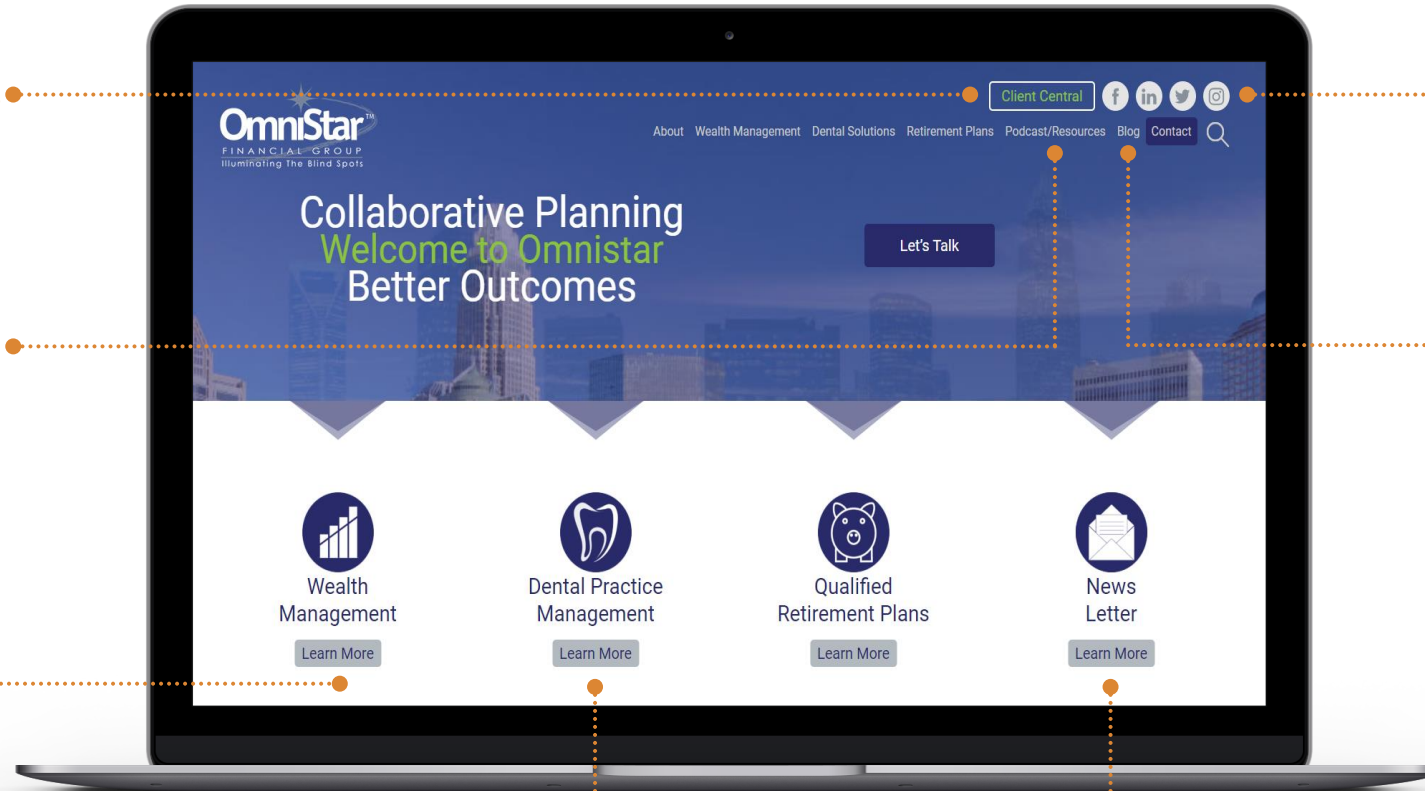 Client Central
OmniStar™
FINANCIAL GROUP
Illuminating The Blind Spots
About Wealth Management Dental Solutions Retirement Plans Podcast/Resources Blog Contact
Collaborative Planning
Welcome to Omnistar
Better Outcomes
Let's Talk
Wealth
Management
Learn More
Dental Practice
Management
Learn More
Qualified
Retirement Plans
Learn More
News
Letter
Learn More